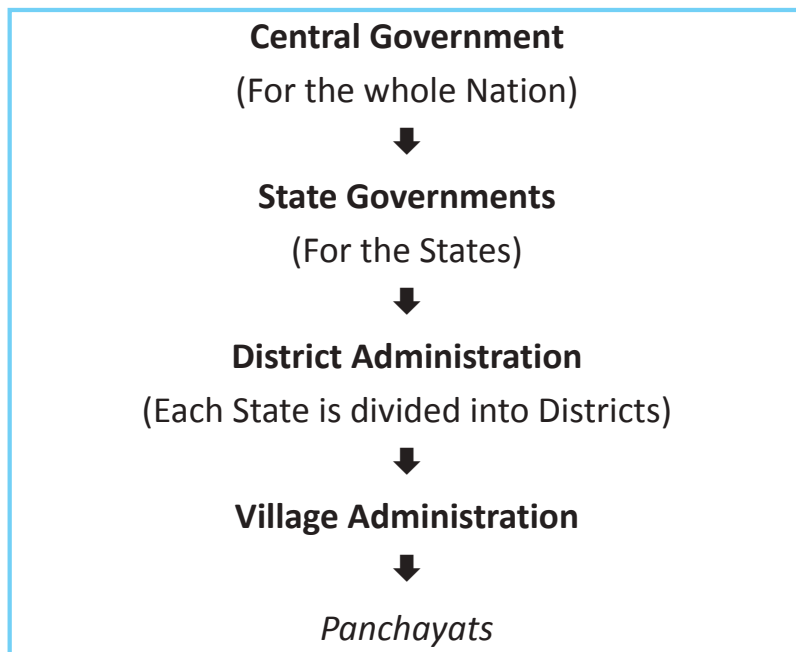 Central Government
(For the whole Nation)
State Governments
(For the States)
District Administration
(Each State is divided into Districts)
Village Administration
Panchayats